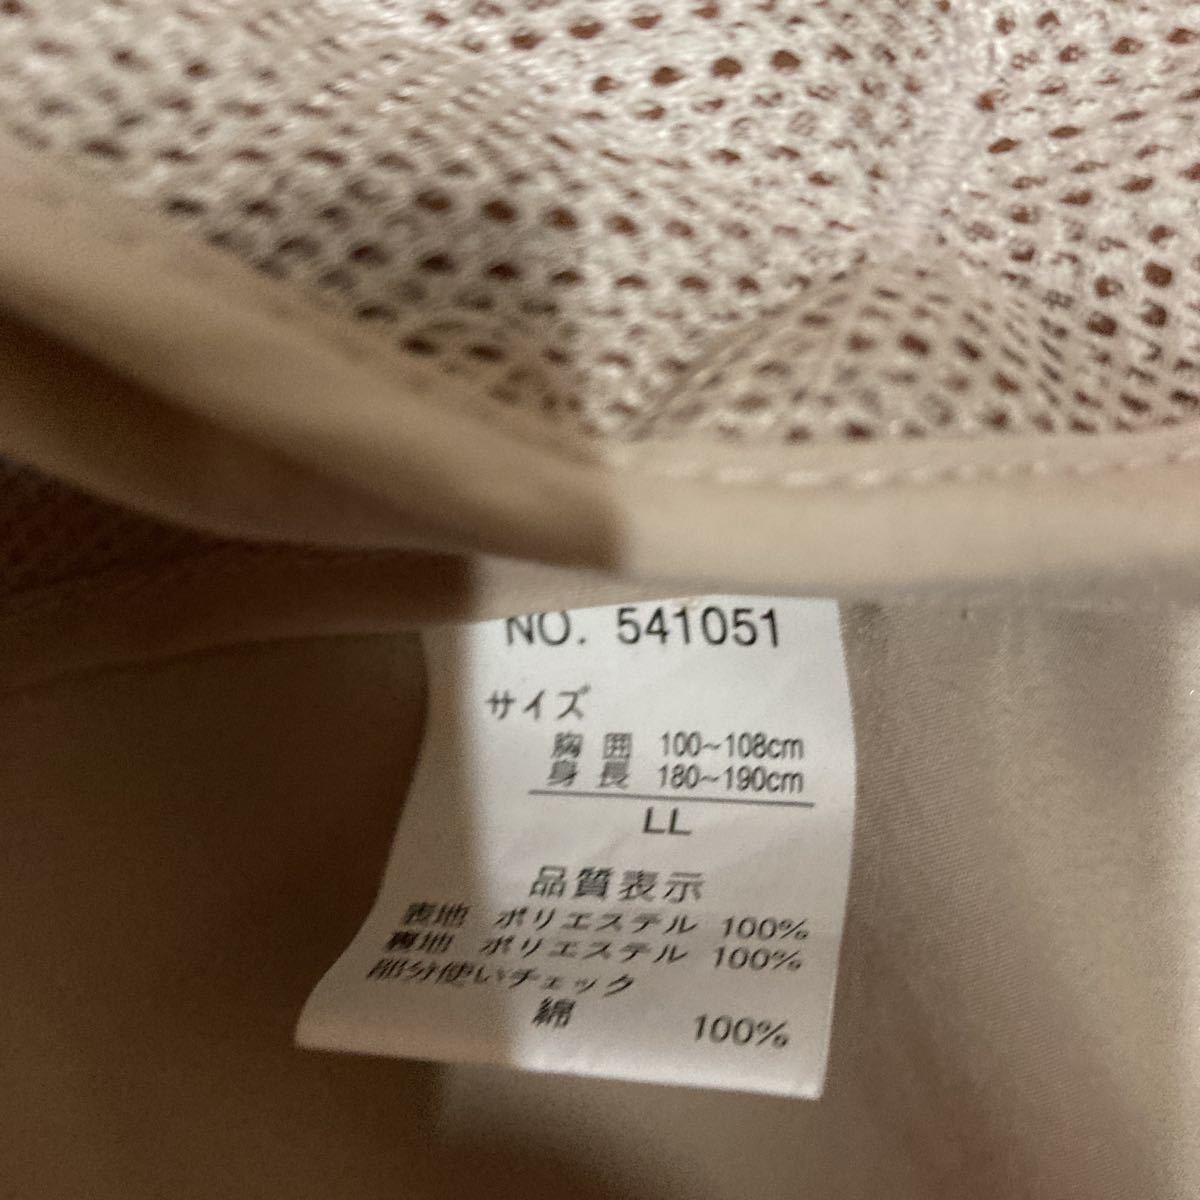 NO. 541051
サイズ
胸囲 100~108cm
身長 180~190cm
LL
品質表示
表地 ポリエステル 100%
裏地 ポリエステル 100%
部分使いチェック
綿 100%